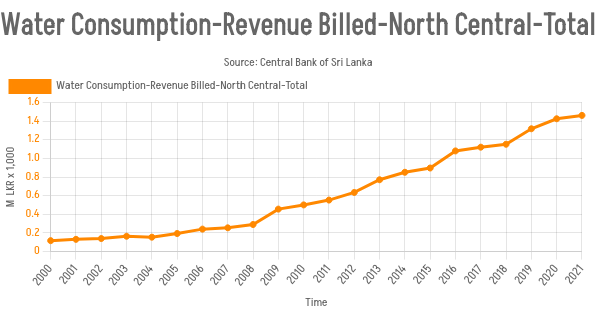 Water Consumption-Revenue Billed-North Central-Total
Source: Central Bank of Sri Lanka
Water Consumption-Revenue Billed-North Central-Total
M LKR x 1,000
1.6
1.4
1.2
1.0
0.8
0.6
0.4
0.2
0
2000 2001 2002 2003 2004 2005 2006 2007 2008 2009 2010 2011 2012 2013 2014 2015 2016 2017 2018 2019 2020 2021
Time